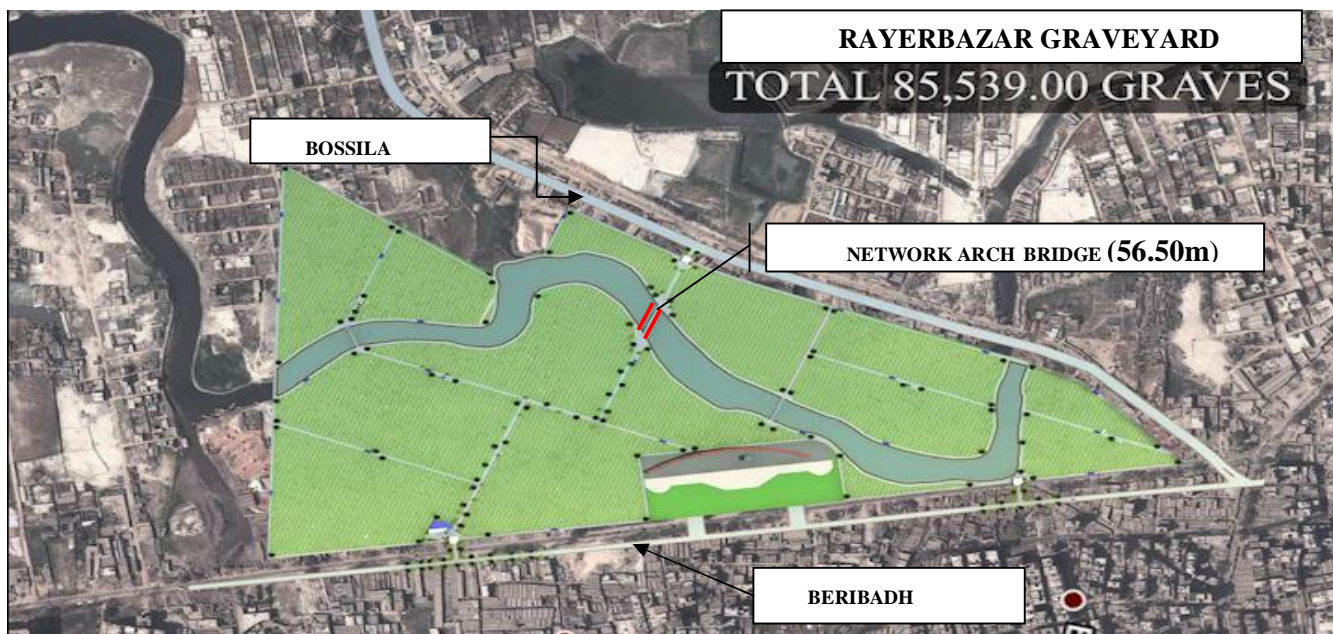 RAYERBAZAR GRAVEYARD
TOTAL 85,539.00 GRAVES
BOSSILA
NETWORK ARCH BRIDGE (56.50m)
BERIBADH